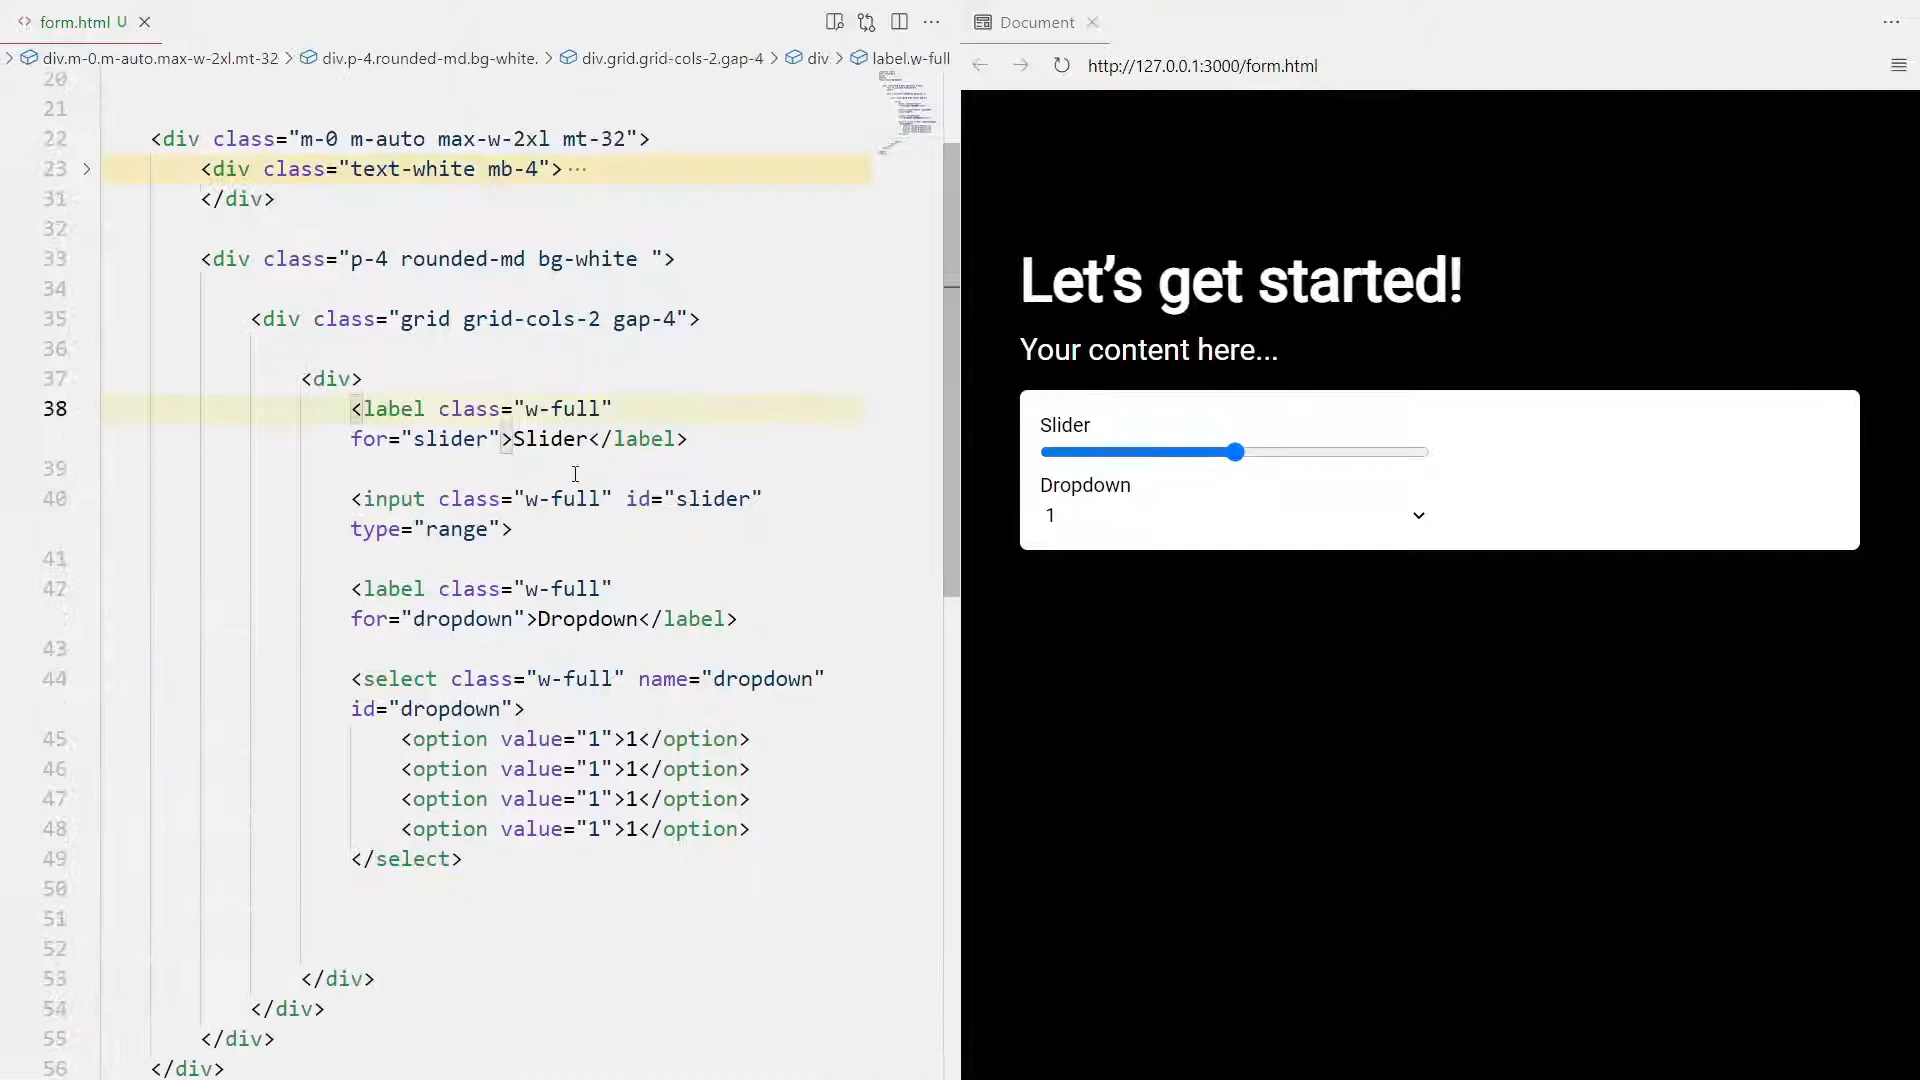 form.html U
Document
div.m-0.m-auto.max-w-2xl.mt-32 > div.p-4.rounded-md.bg-white. > div.grid.grid-cols-2.gap-4 > div > label.w-full
http://127.0.0.1:3000/form.html
20
21
22 <div class="m-0 m-auto max-w-2xl mt-32">
23 <div class="text-white mb-4">···
31 </div>
32
33 <div class="p-4 rounded-md bg-white ">
34
35 <div class="grid grid-cols-2 gap-4">
36
37 <div>
38 <label class="w-full"
for="slider">Slider</label>
39
40 <input class="w-full" id="slider"
type="range">
41
42 <label class="w-full"
for="dropdown">Dropdown</label>
43
44 <select class="w-full" name="dropdown"
id="dropdown">
45 <option value="1">1</option>
46 <option value="1">1</option>
47 <option value="1">1</option>
48 <option value="1">1</option>
49 </select>
50
51
52
53 </div>
54 </div>
55 </div>
56 </div>
Let’s get started!
Your content here...
Slider
Dropdown
1